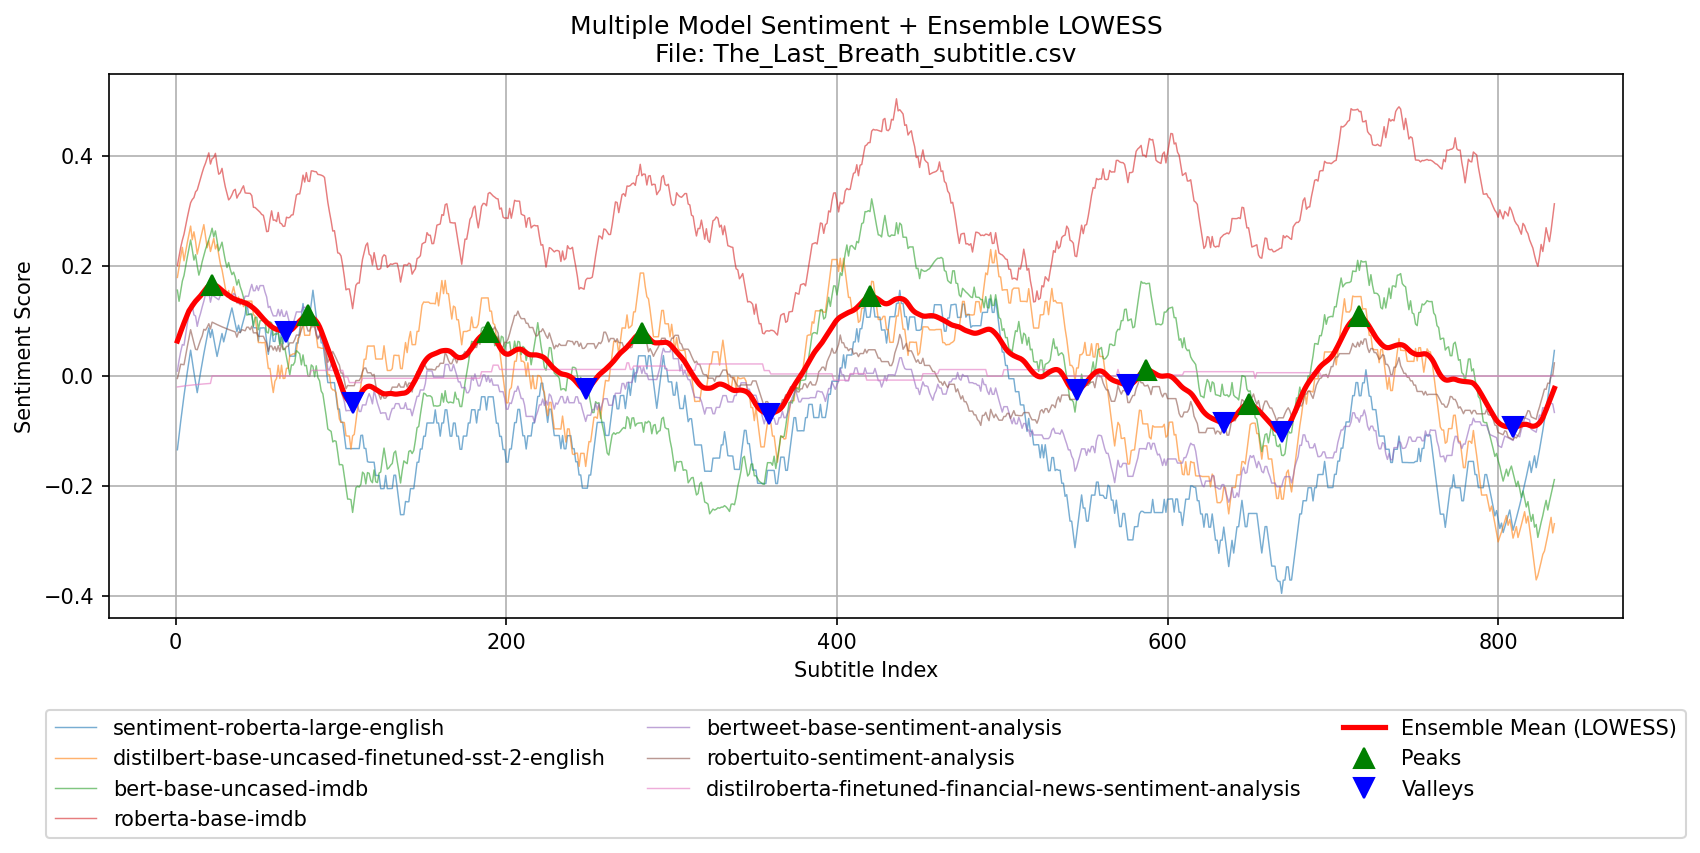 Multiple Model Sentiment + Ensemble LOWESS
File: The_Last_Breath_subtitle.csv
Sentiment Score
0.4
0.2
0.0
−0.2
−0.4
0
200
400
600
800
Subtitle Index
sentiment-roberta-large-english
distilbert-base-uncased-finetuned-sst-2-english
bert-base-uncased-imdb
roberta-base-imdb
bertweet-base-sentiment-analysis
robertuito-sentiment-analysis
distilroberta-finetuned-financial-news-sentiment-analysis
Ensemble Mean (LOWESS)
Peaks
Valleys